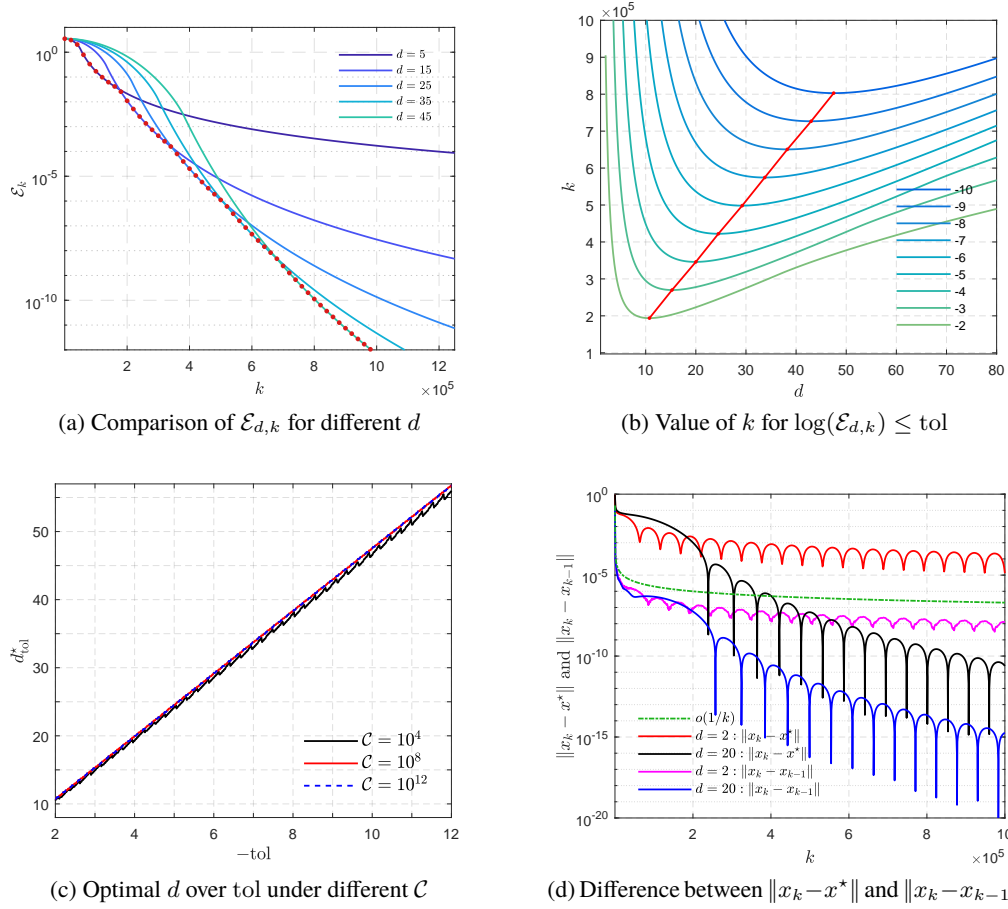 10^0
10^-5
10^-10
ℰ_k
d = 5
d = 15
d = 25
d = 35
d = 45
2 4 6 8 10 12
×10^5
k
(a) Comparison of ℰ_{d,k} for different d
×10^5
10
9
8
7
6
5
4
3
2
1
k
-10
-9
-8
-7
-6
-5
-4
-3
-2
10 20 30 40 50 60 70 80
d
(b) Value of k for log(ℰ_{d,k}) ≤ tol
50
40
30
20
10
d^⋆_tol
𝒞 = 10^4
𝒞 = 10^8
𝒞 = 10^12
2 4 6 8 10 12
−tol
(c) Optimal d over tol under different 𝒞
10^0
10^-5
10^-10
10^-15
10^-20
‖x_k − x^⋆‖ and ‖x_k − x_{k−1}‖
o(1/k)
d = 2 : ‖x_k − x^⋆‖
d = 20 : ‖x_k − x^⋆‖
d = 2 : ‖x_k − x_{k−1}‖
d = 20 : ‖x_k − x_{k−1}‖
2 4 6 8 10
×10^5
k
(d) Difference between ‖x_k−x^⋆‖ and ‖x_k−x_{k−1}